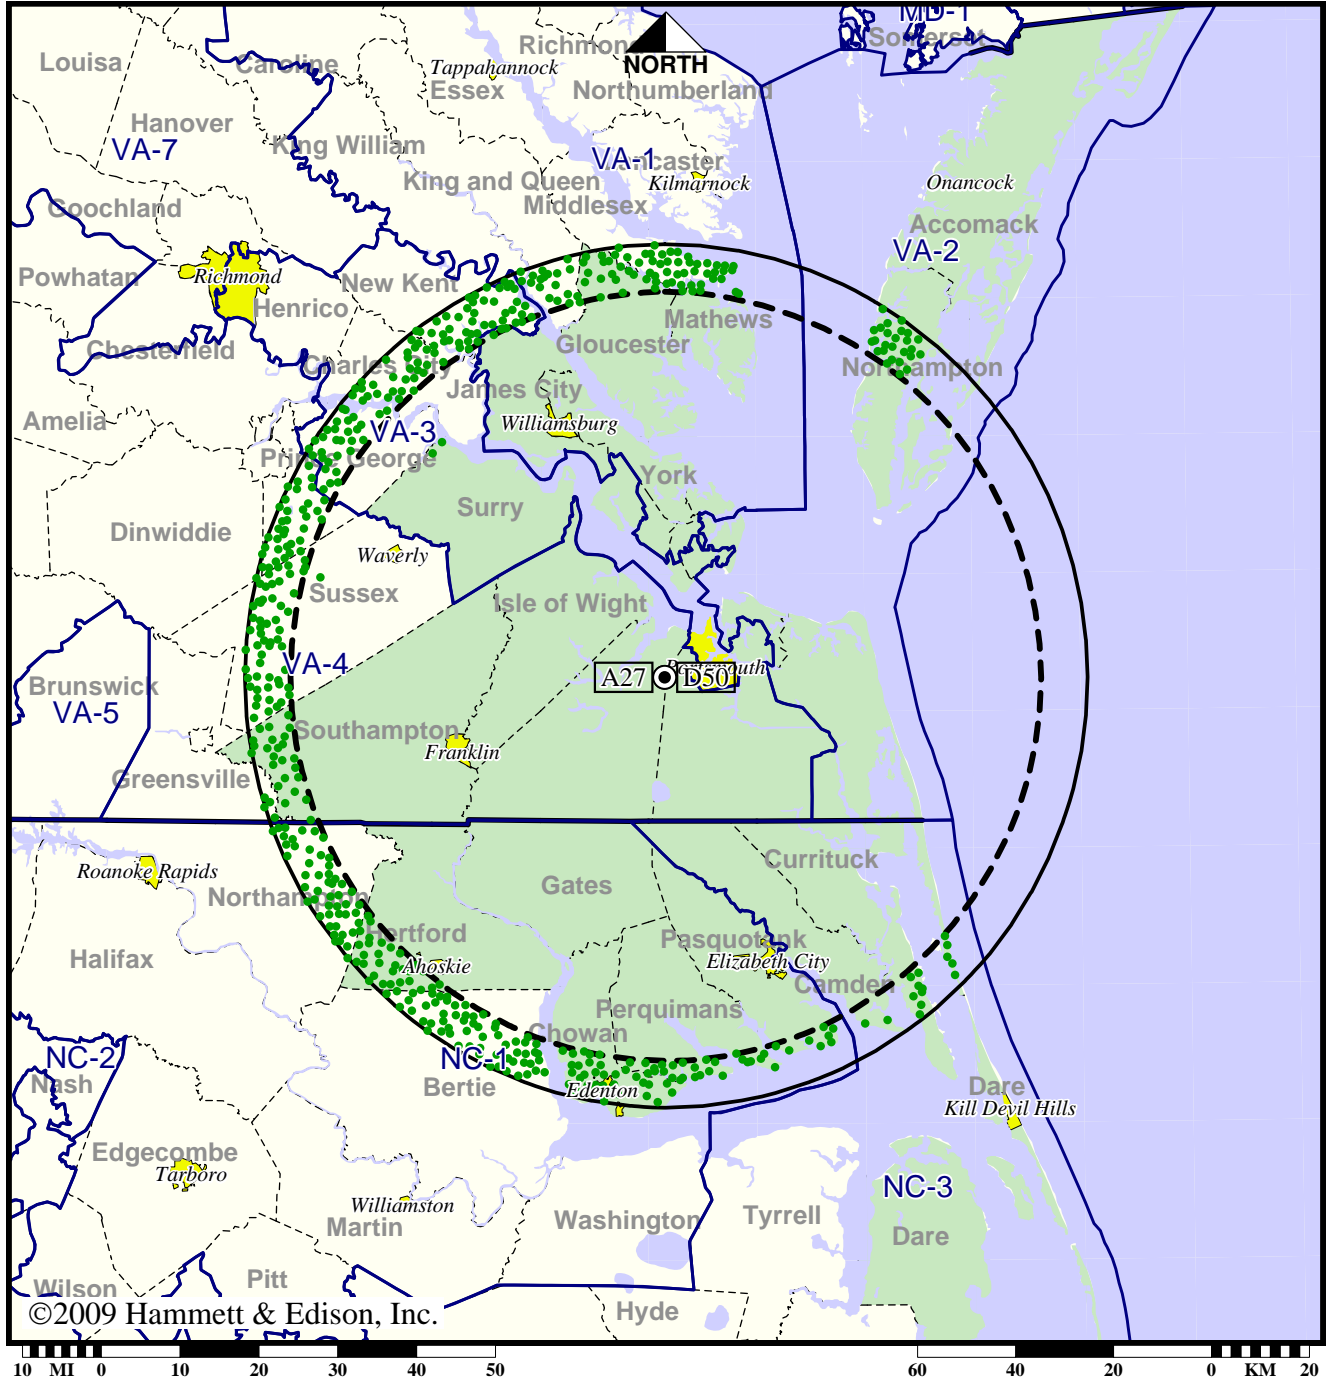 MD-1
Somerset
Richmond
NORTH
Louisa
Caroline
Tappahannock
Essex
Northumberland
Hanover
VA-7
King William
VA-1
Lancaster
Kilmarnock
King and Queen
Onancock
Middlesex
Goochland
Accomack
VA-2
Powhatan
Richmond
New Kent
Henrico
Mathews
Chesterfield
Gloucester
Charles City
Northampton
James City
Amelia
Williamsburg
VA-3
Prince George
York
Surry
Dinwiddie
Waverly
Sussex
Isle of Wight
VA-4
Portsmouth
A27
D50
Brunswick
VA-5
Southampton
Franklin
Greensville
Currituck
Roanoke Rapids
Gates
Northampton
Hertford
Pasquotank
Halifax
Ahoskie
Elizabeth City
Camden
Perquimans
Chowan
NC-2
NC-1
Nash
Bertie
Edenton
Dare
Kill Devil Hills
Edgecombe
Tarboro
NC-3
Williamston
Martin
Washington
Tyrrell
Dare
Pitt
Wilson
©2009 Hammett & Edison, Inc.
Hyde
10 MI 0 10 20 30 40 50
60 40 20 0 KM 20